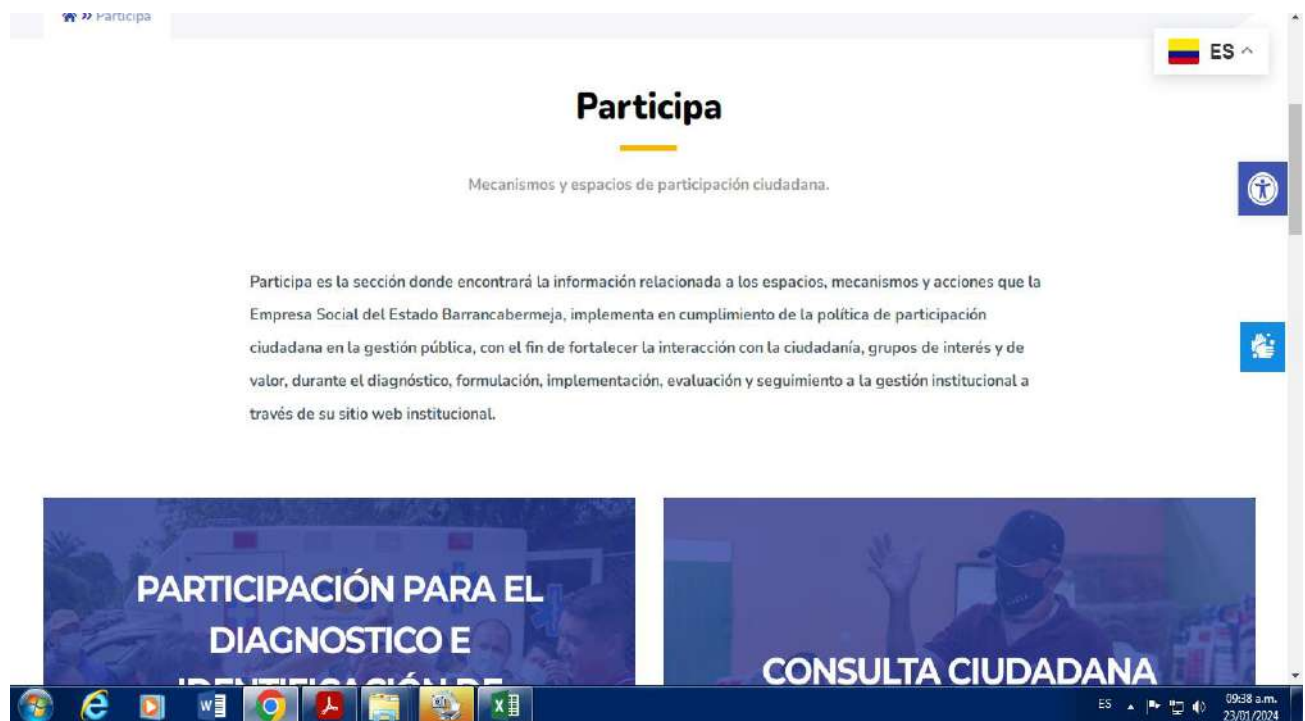 » Participa
ES
Participa
Mecanismos y espacios de participación ciudadana.
Participa es la sección donde encontrará la información relacionada a los espacios, mecanismos y acciones que la
Empresa Social del Estado Barrancabermeja, implementa en cumplimiento de la política de participación
ciudadana en la gestión pública, con el fin de fortalecer la interacción con la ciudadanía, grupos de interés y de
valor, durante el diagnóstico, formulación, implementación, evaluación y seguimiento a la gestión institucional a
través de su sitio web institucional.
PARTICIPACIÓN PARA EL
DIAGNOSTICO E
IDENTIFICACIÓN DE
CONSULTA CIUDADANA
ES
09:38 a.m.
23/01/2024